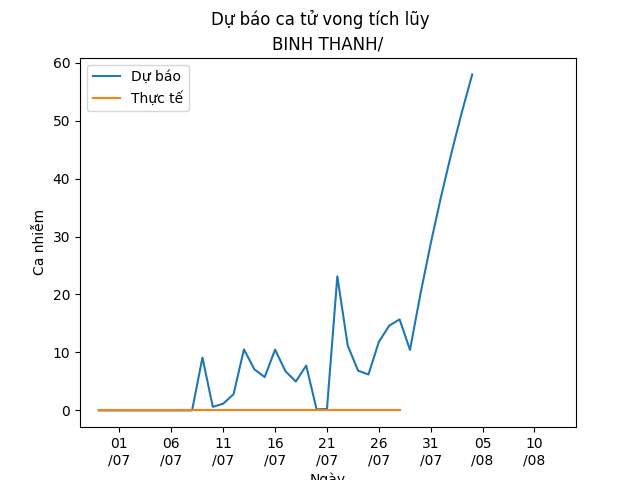 Dự báo ca tử vong tích lũy
BINH THANH/
Dự báo
Thực tế
Ca nhiễm
60
50
40
30
20
10
0
01 06 11 16 21 26 31 05 10
/07 /07 /07 /07 /07 /07 /07 /08 /08
Ngày